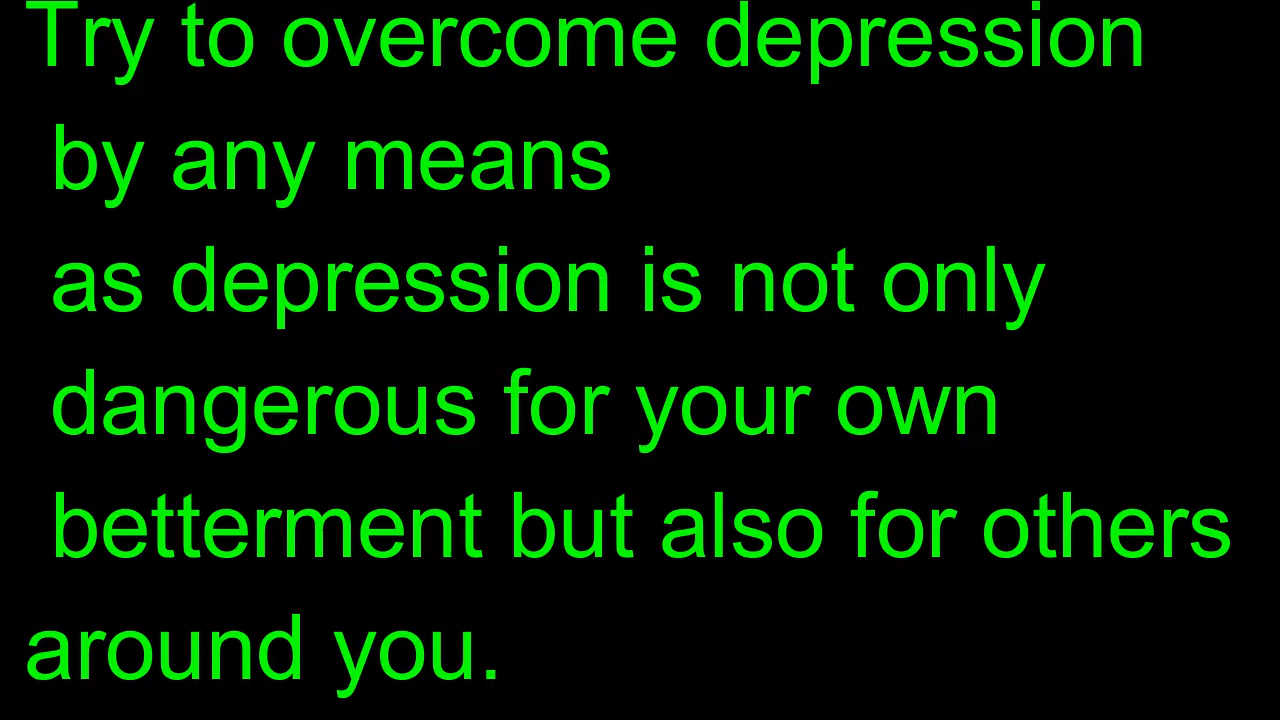 Try to overcome depression
by any means
as depression is not only
dangerous for your own
betterment but also for others
around you.